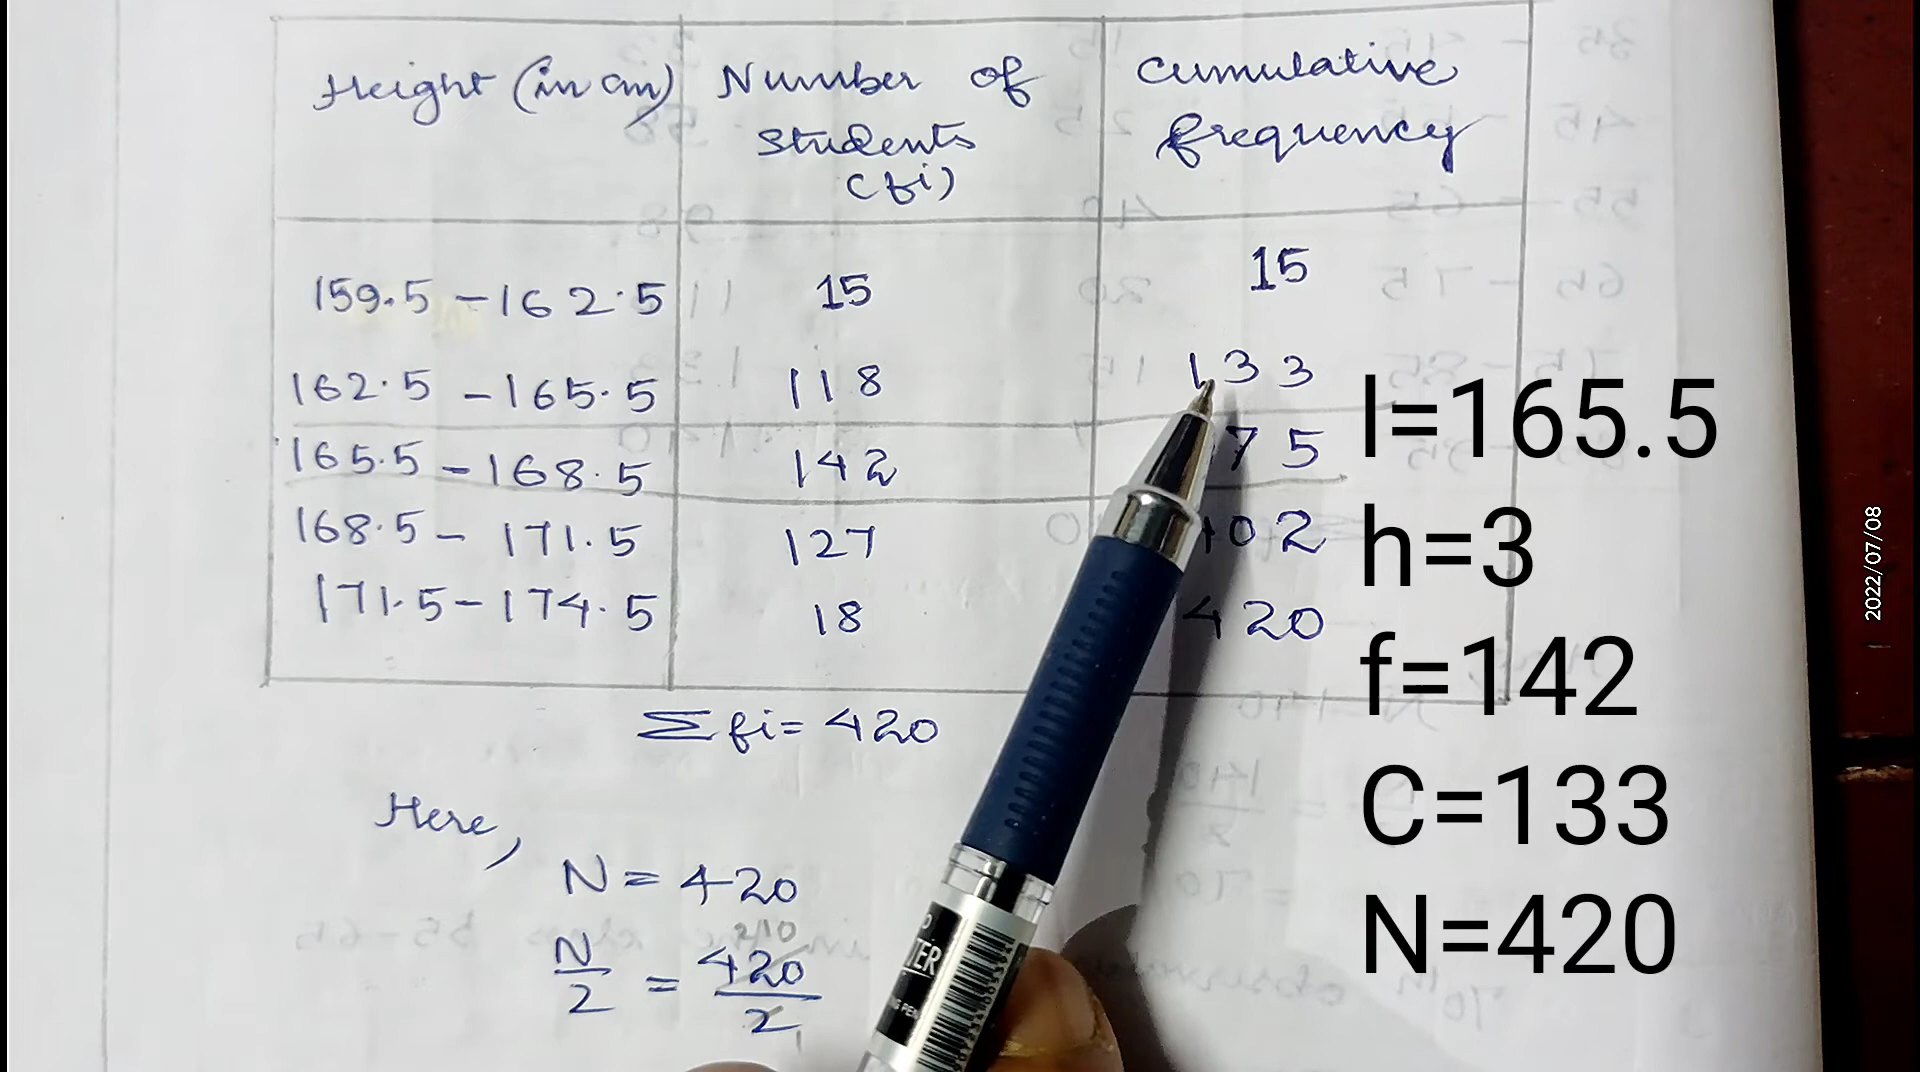 Height (in cm) Number of students (fi) Cumulative frequency
159.5 - 162.5 15 15
162.5 - 165.5 118 133
165.5 - 168.5 142 75
168.5 - 171.5 127 402
171.5 - 174.5 18 420
Σfi = 420
Here,
N = 420
210
N/2 = 420/2
1
l=165.5
h=3
f=142
C=133
N=420
2022/07/08